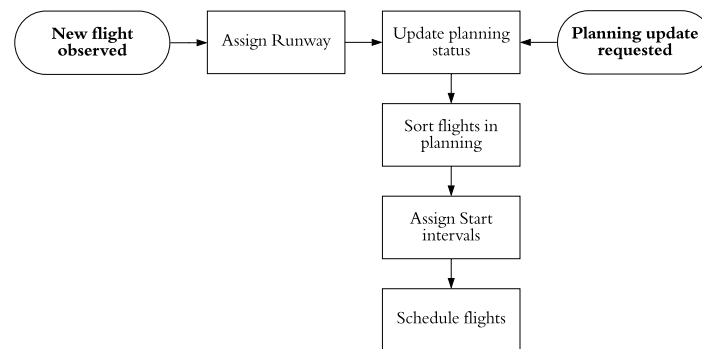 New flight
observed
Assign Runway
Update planning
status
Planning update
requested
Sort flights in
planning
Assign Start
intervals
Schedule flights